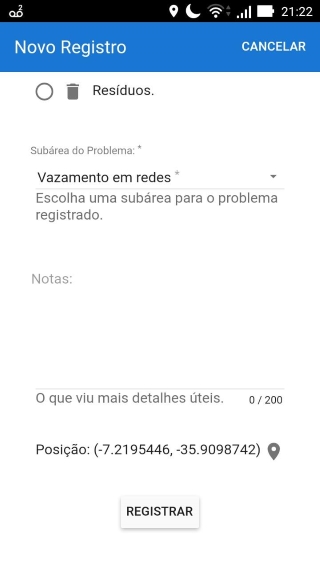 2
21:22
Novo Registro
CANCELAR
Resíduos.
Subárea do Problema: *
Vazamento em redes *
Escolha uma subárea para o problema
registrado.
Notas:
O que viu mais detalhes úteis.
0 / 200
Posição: (-7.2195446, -35.9098742)
REGISTRAR